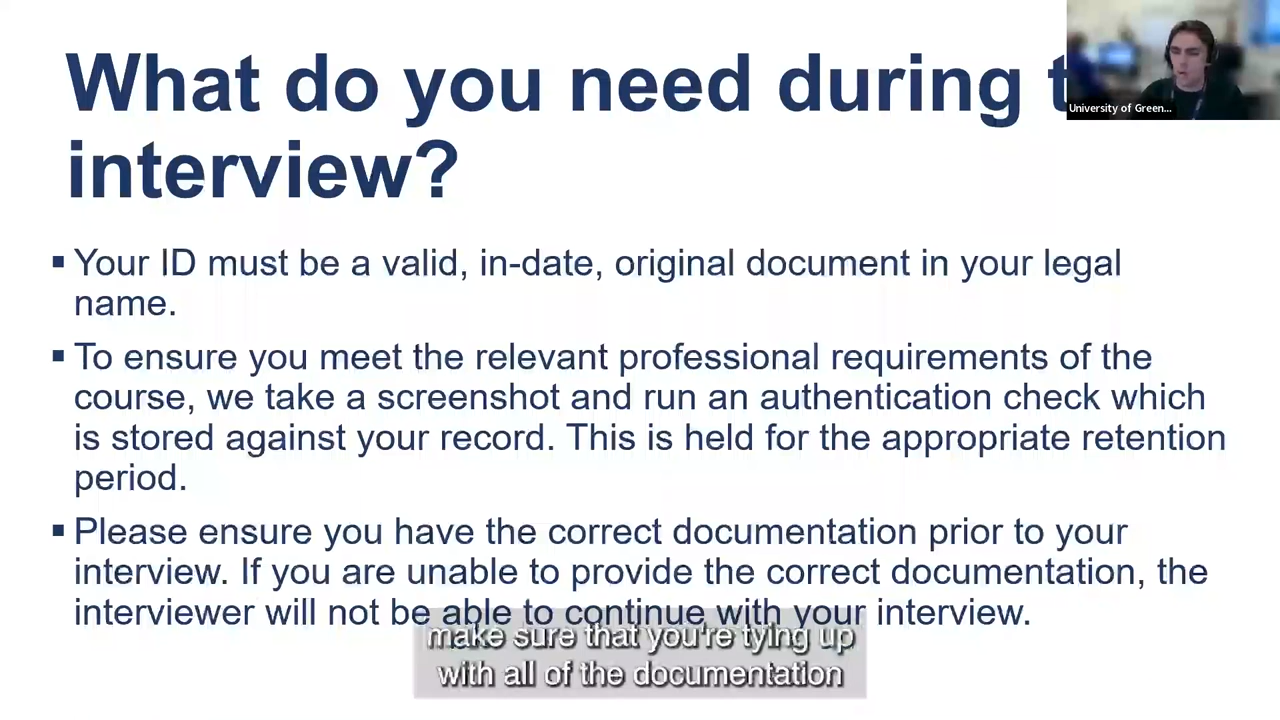 What do you need during t
interview?
University of Green...
▪ Your ID must be a valid, in-date, original document in your legal
name.
▪ To ensure you meet the relevant professional requirements of the
course, we take a screenshot and run an authentication check which
is stored against your record. This is held for the appropriate retention
period.
▪ Please ensure you have the correct documentation prior to your
interview. If you are unable to provide the correct documentation, the
interviewer will not be able to continue with your interview.
make sure that you're tying up
with all of the documentation